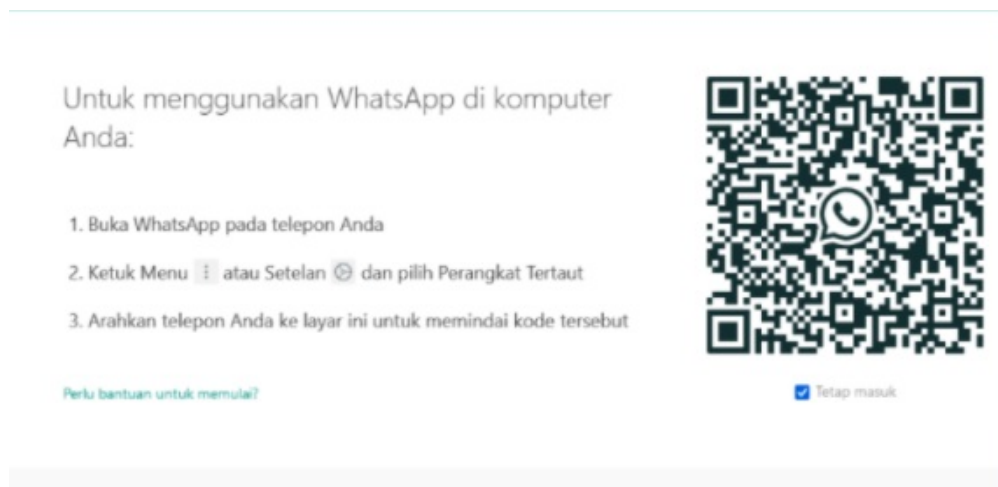 Untuk menggunakan WhatsApp di komputer
Anda:
1. Buka WhatsApp pada telepon Anda
2. Ketuk Menu atau Setelan dan pilih Perangkat Tertaut
3. Arahkan telepon Anda ke layar ini untuk memindai kode tersebut
Perlu bantuan untuk memulai?
Tetap masuk